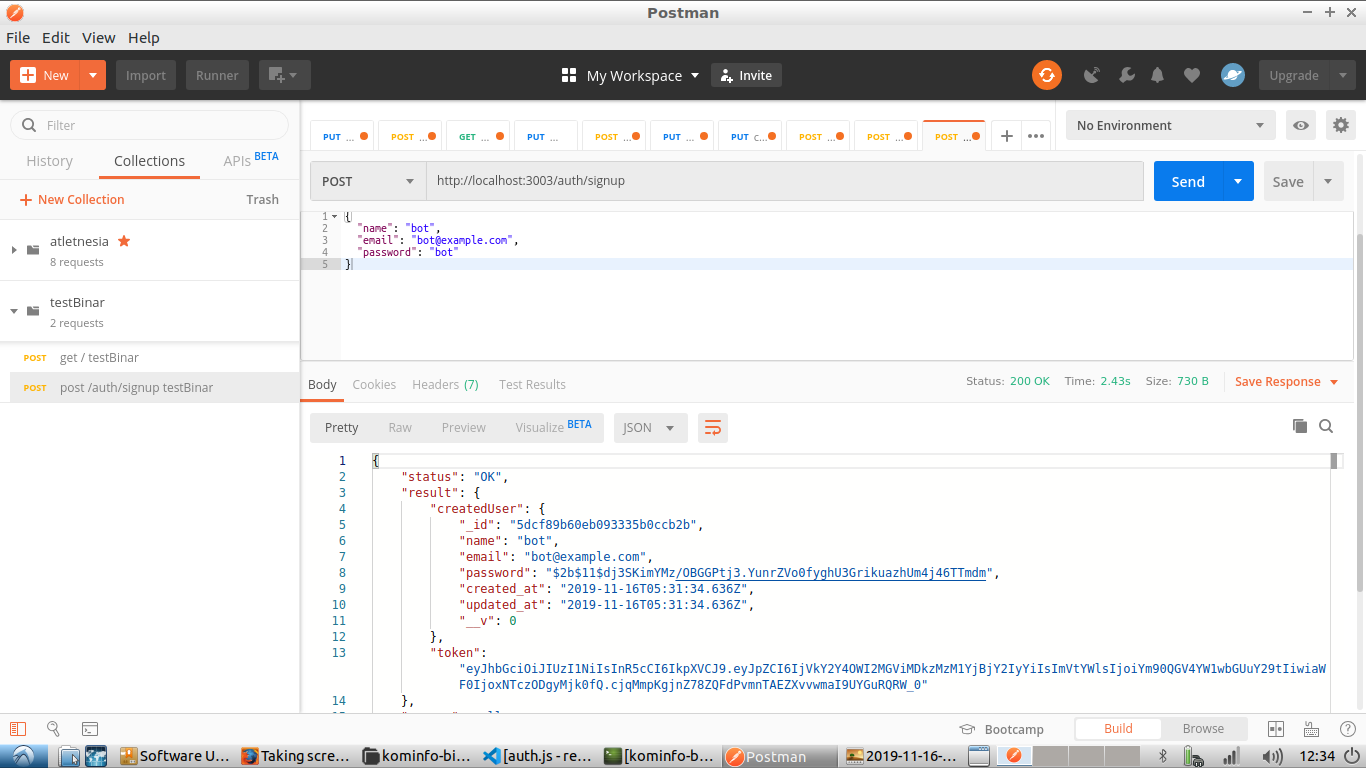 Postman
File Edit View Help
New Import Runner My Workspace Invite Upgrade
Filter
History Collections APIs BETA
New Collection Trash
atletnesia
8 requests
testBinar
2 requests
POST get / testBinar
POST post /auth/signup testBinar
PUT ... POST ... GET ... PUT ... POST ... PUT ... PUT c... POST ... POST ... POST ...
No Environment
POST http://localhost:3003/auth/signup Send Save
1 {
2 "name": "bot",
3 "email": "bot@example.com",
4 "password": "bot"
5 }
Body Cookies Headers (7) Test Results Status: 200 OK Time: 2.43s Size: 730 B Save Response
Pretty Raw Preview Visualize BETA JSON
1 {
2 "status": "OK",
3 "result": {
4 "createdUser": {
5 "_id": "5dcf89b60eb093335b0ccb2b",
6 "name": "bot",
7 "email": "bot@example.com",
8 "password": "$2b$11$dj3SKimYMz/OBGGPtj3.YunrZVo0fyghU3GrikuazhUm4j46TTmdm",
9 "created_at": "2019-11-16T05:31:34.636Z",
10 "updated_at": "2019-11-16T05:31:34.636Z",
11 "__v": 0
12 },
13 "token":
"eyJhbGciOiJIUzI1NiIsInR5cCI6IkpXVCJ9.eyJpZCI6IjVkY2Y4OWI2MGViMDkzMzM1YjBjY2IyYiIsImVtYWlsIjoiYm90QGV4YW1wbGUuY29tIiwiaW
F0IjoxNTczODgyMjk0fQ.cjqMmpKgjnZ78ZQFdPvmnTAEZXvvwmaI9UYGuRQRW_0"
14 },
Bootcamp Build Browse
Software U... Taking scre... kominfo-bi... [auth.js - re... [kominfo-b... Postman 2019-11-16-... 12:34